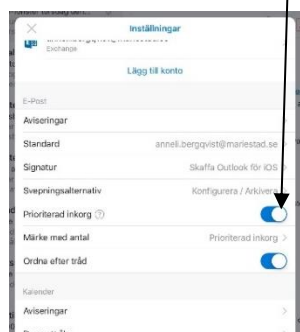 Inställningar
Exchange
Lägg till konto
E-Post
Aviseringar
Standard anneli.bergqvist@mariestad.se
Signatur Skaffa Outlook för iOS
Svepningsalternativ Konfigurera / Arkivera
Prioriterad inkorg
Märke med antal Prioriterad inkorg
Ordna efter tråd
Kalender
Aviseringar